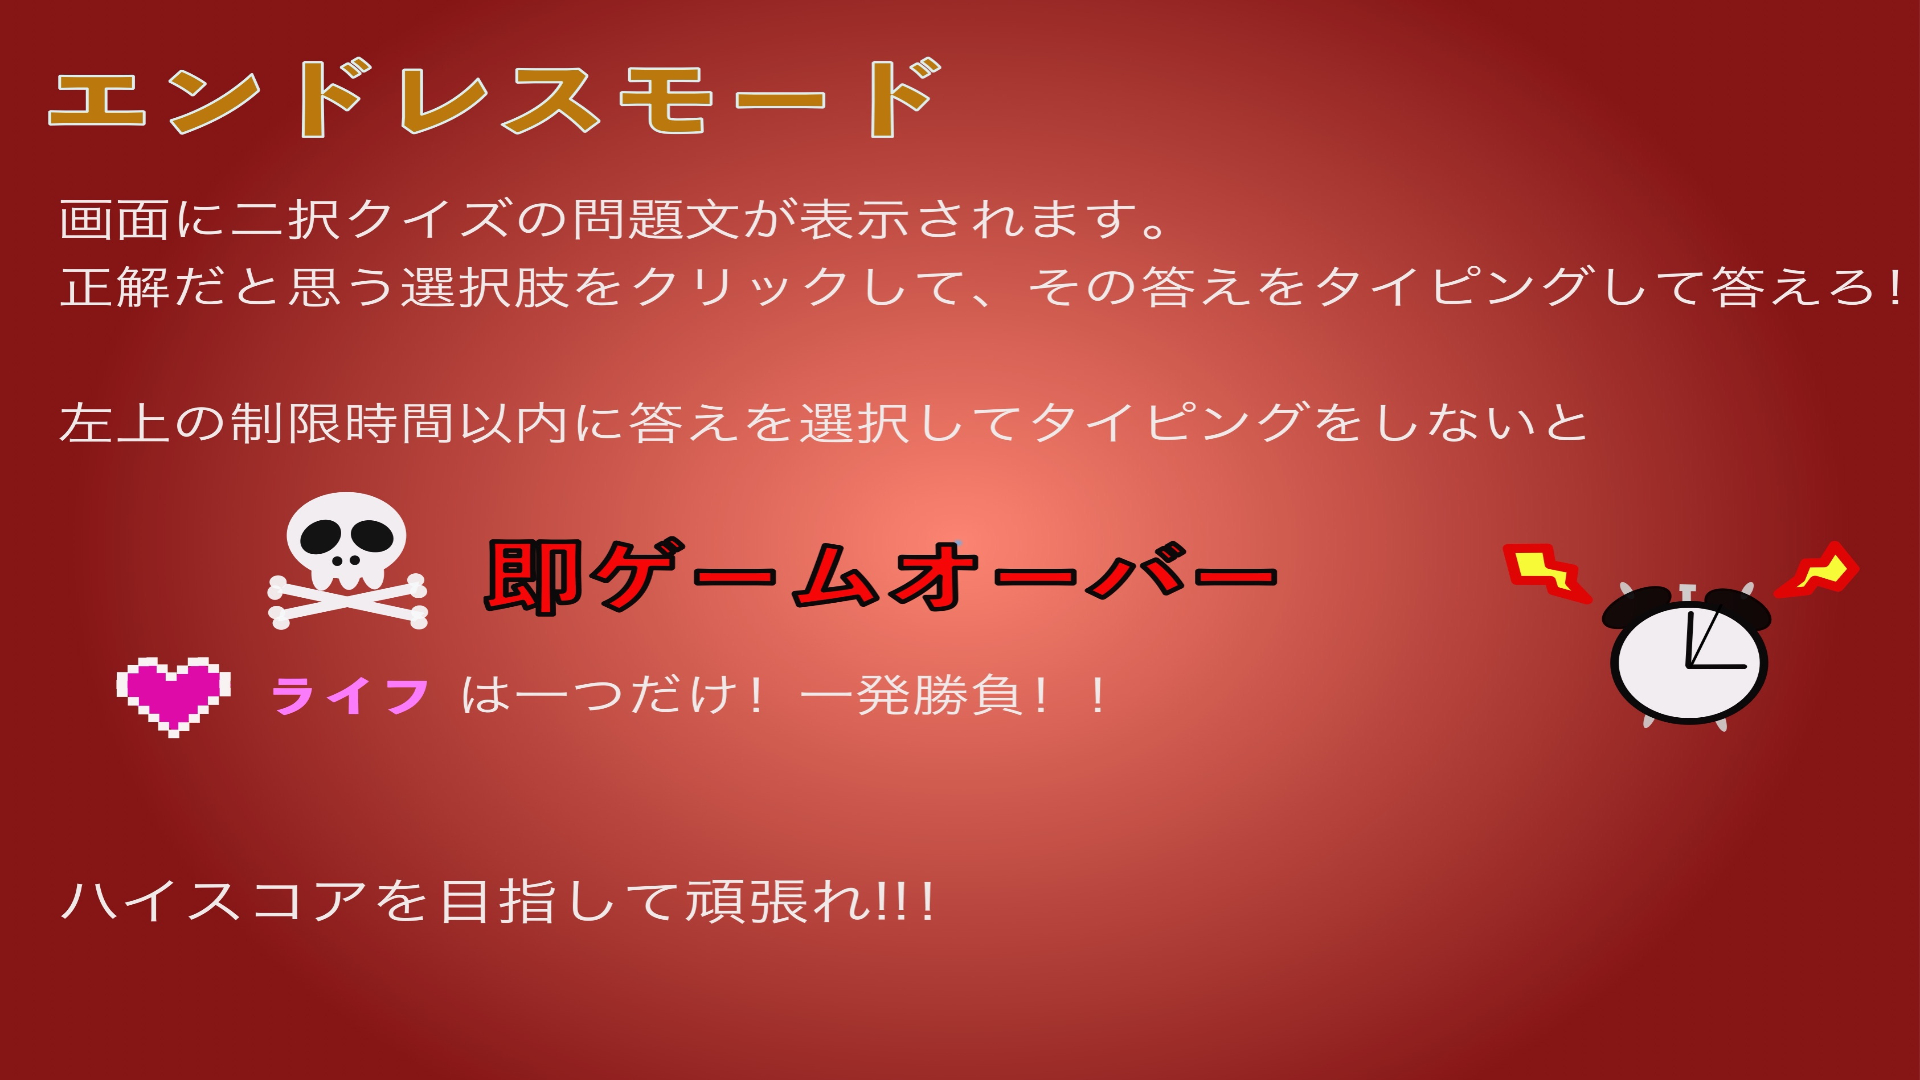 エンドレスモード
画面に二択クイズの問題文が表示されます。
正解だと思う選択肢をクリックして、その答えをタイピングして答えろ！
左上の制限時間以内に答えを選択してタイピングをしないと
即ゲームオーバー
ライフ は一つだけ！一発勝負！！
ハイスコアを目指して頑張れ!!！